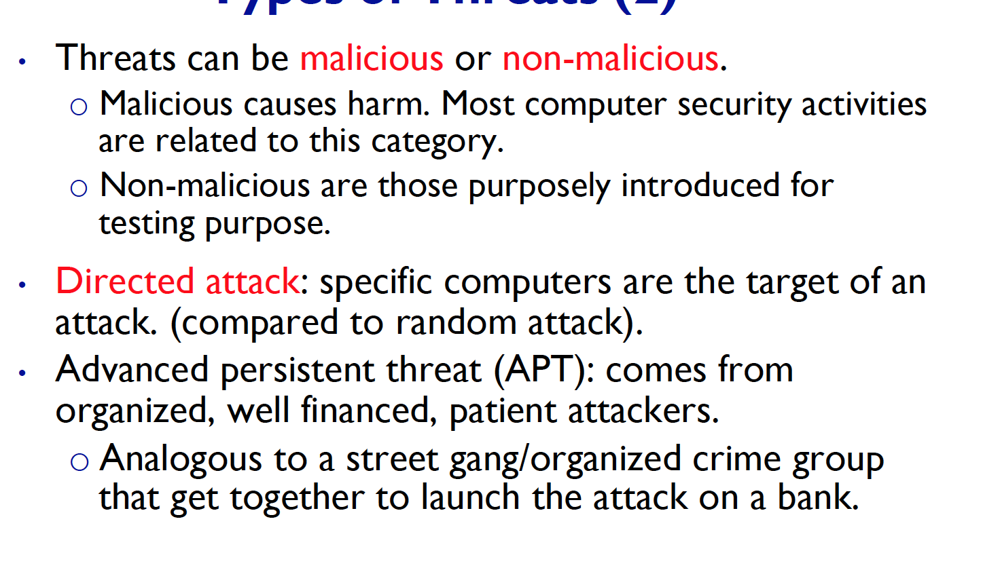 Types of Threats (2)
• Threats can be malicious or non-malicious.
○ Malicious causes harm. Most computer security activities
are related to this category.
○ Non-malicious are those purposely introduced for
testing purpose.
• Directed attack: specific computers are the target of an
attack. (compared to random attack).
• Advanced persistent threat (APT): comes from
organized, well financed, patient attackers.
○ Analogous to a street gang/organized crime group
that get together to launch the attack on a bank.